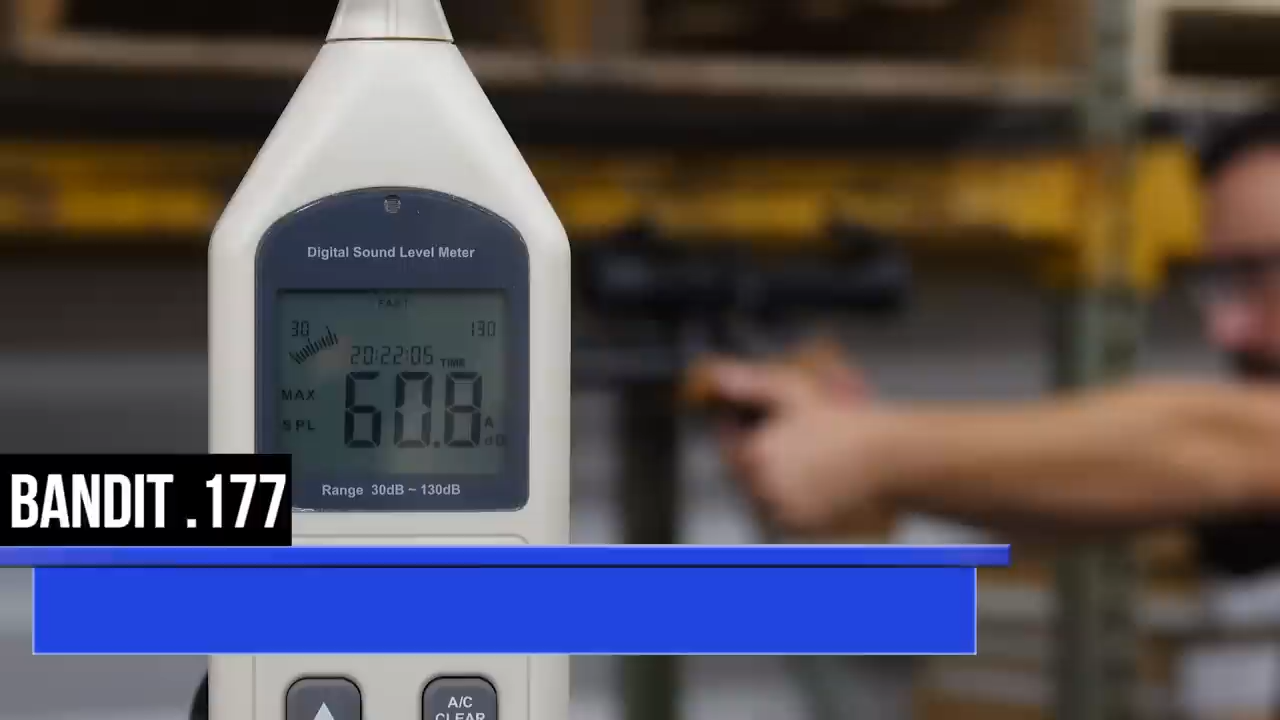 Digital Sound Level Meter
FAST
30 130
20:22:05 TIME
MAX
60.8 A
SPL dB
Range 30dB ~ 130dB
BANDIT .177
A/C
CLEAR